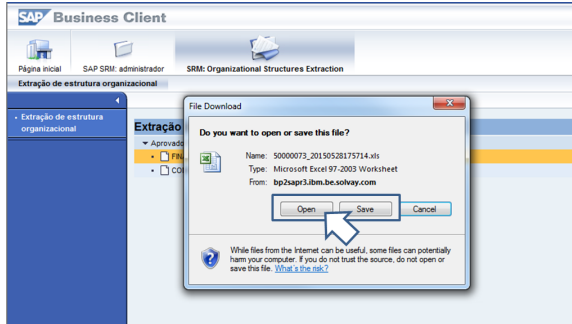 SAP Business Client
Página inicial
SAP SRM: administrador
SRM: Organizational Structures Extraction
Extração de estrutura organizacional
Extração de estrutura
organizacional
File Download
Extração
Do you want to open or save this file?
Aprovado
FIN
Name: 50000073_20150528175714.xls
Type: Microsoft Excel 97-2003 Worksheet
From: bp2sapr3.ibm.be.solvay.com
Open
Save
Cancel
While files from the Internet can be useful, some files can potentially
harm your computer. If you do not trust the source, do not open or
save this file. What's the risk?